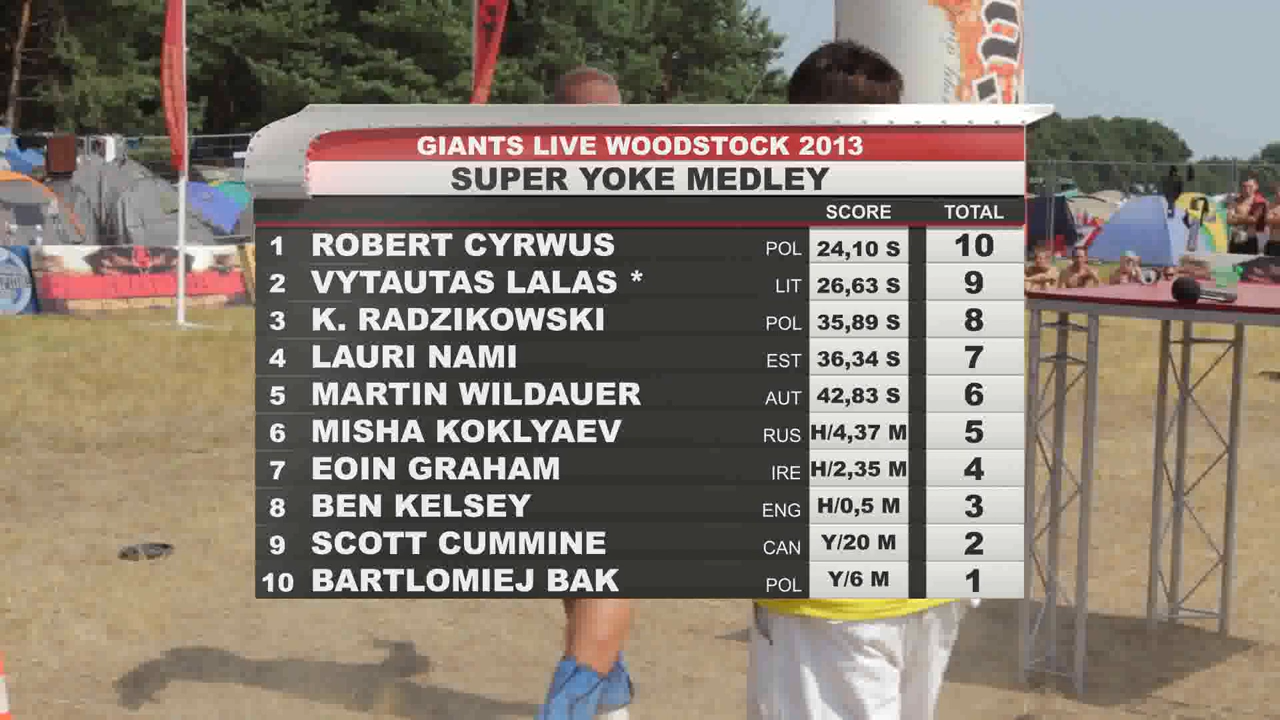 GIANTS LIVE WOODSTOCK 2013
SUPER YOKE MEDLEY
SCORE TOTAL
1 ROBERT CYRWUS POL 24,10 S 10
2 VYTAUTAS LALAS * LIT 26,63 S 9
3 K. RADZIKOWSKI POL 35,89 S 8
4 LAURI NAMI EST 36,34 S 7
5 MARTIN WILDAUER AUT 42,83 S 6
6 MISHA KOKLYAEV RUS H/4,37 M 5
7 EOIN GRAHAM IRE H/2,35 M 4
8 BEN KELSEY ENG H/0,5 M 3
9 SCOTT CUMMINE CAN Y/20 M 2
10 BARTLOMIEJ BAK POL Y/6 M 1